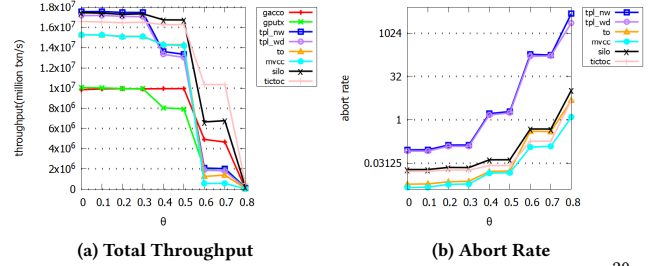 throughput(million txn/s)
1.8x10^7
1.6x10^7
1.4x10^7
1.2x10^7
1x10^7
8x10^6
6x10^6
4x10^6
2x10^6
0
0 0.1 0.2 0.3 0.4 0.5 0.6 0.7 0.8
θ
gacco
gputx
tpl_nw
tpl_wd
to
mvcc
silo
tictoc
(a) Total Throughput
abort rate
1024
32
1
0.03125
0 0.1 0.2 0.3 0.4 0.5 0.6 0.7 0.8
θ
tpl_nw
tpl_wd
to
mvcc
silo
tictoc
(b) Abort Rate